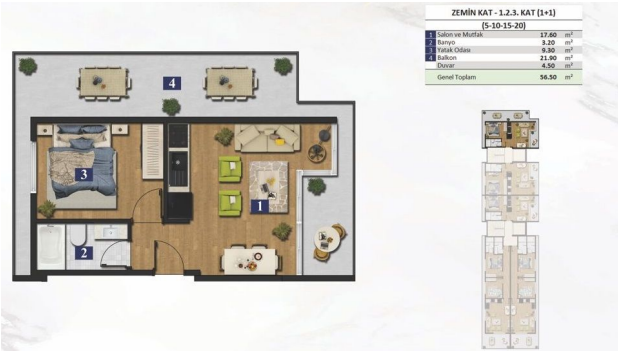 ZEMİN KAT - 1.2.3. KAT (1+1)
(5-10-15-20)
1 Salon ve Mutfak 17.60 m²
2 Banyo 3.20 m²
3 Yatak Odası 9.30 m²
4 Balkon 21.90 m²
Duvar 4.50 m²
Genel Toplam 56.50 m²
4
3
1
2